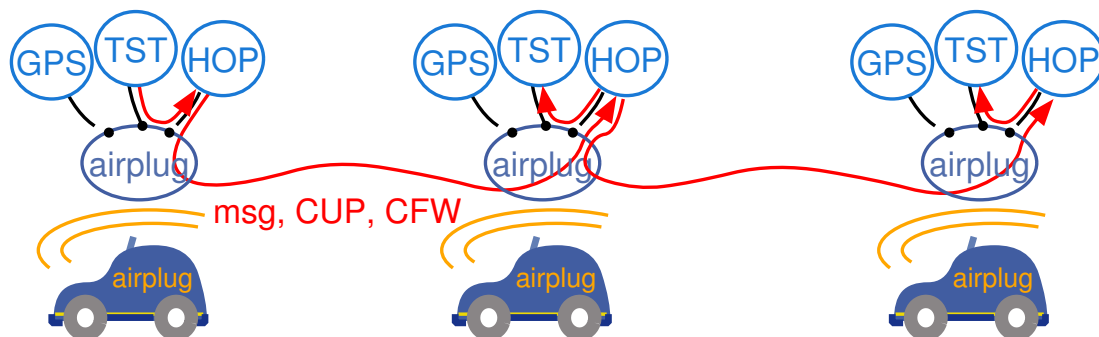 GPS TST HOP GPS TST HOP GPS TST HOP
airplug airplug airplug
msg, CUP, CFW
airplug airplug airplug